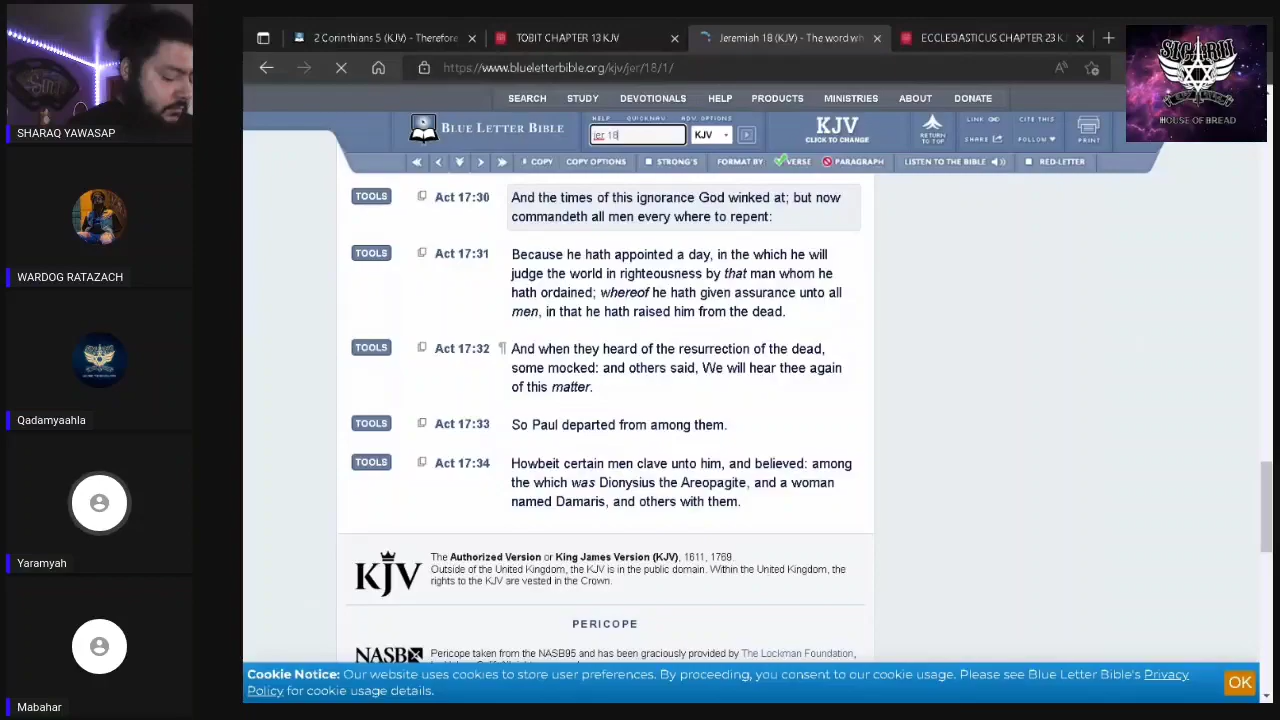 SHARAQ YAWASAP
WARDOG RATAZACH
Qadamyaahla
Yaramyah
Mabahar
2 Corinthians 5 (KJV) - Therefore
TOBIT CHAPTER 13 KJV
Jeremiah 18 (KJV) - The word wh
ECCLESIASTICUS CHAPTER 23 KJ
https://www.blueletterbible.org/kjv/jer/18/1/
SICARII
HOUSE OF BREAD
SEARCH STUDY DEVOTIONALS HELP PRODUCTS MINISTRIES ABOUT DONATE
BLUE LETTER BIBLE
HELP QUICKNAV ADV OPTIONS
jer 18
KJV
KJV
CLICK TO CHANGE
RETURN
TO TOP
LINK
SHARE
CITE THIS
FOLLOW
PRINT
COPY COPY OPTIONS STRONG'S FORMAT BY VERSE PARAGRAPH LISTEN TO THE BIBLE RED-LETTER
TOOLS Act 17:30 And the times of this ignorance God winked at; but now
commandeth all men every where to repent:
TOOLS Act 17:31 Because he hath appointed a day, in the which he will
judge the world in righteousness by that man whom he
hath ordained; whereof he hath given assurance unto all
men, in that he hath raised him from the dead.
TOOLS Act 17:32 ¶ And when they heard of the resurrection of the dead,
some mocked: and others said, We will hear thee again
of this matter.
TOOLS Act 17:33 So Paul departed from among them.
TOOLS Act 17:34 Howbeit certain men clave unto him, and believed: among
the which was Dionysius the Areopagite, and a woman
named Damaris, and others with them.
KJV
The Authorized Version or King James Version (KJV), 1611, 1769.
Outside of the United Kingdom, the KJV is in the public domain. Within the United Kingdom, the
rights to the KJV are vested in the Crown.
PERICOPE
NASB
Pericope taken from the NASB95 and has been graciously provided by The Lockman Foundation,
Cookie Notice: Our website uses cookies to store user preferences. By proceeding, you consent to our cookie usage. Please see Blue Letter Bible's Privacy
Policy for cookie usage details.
OK